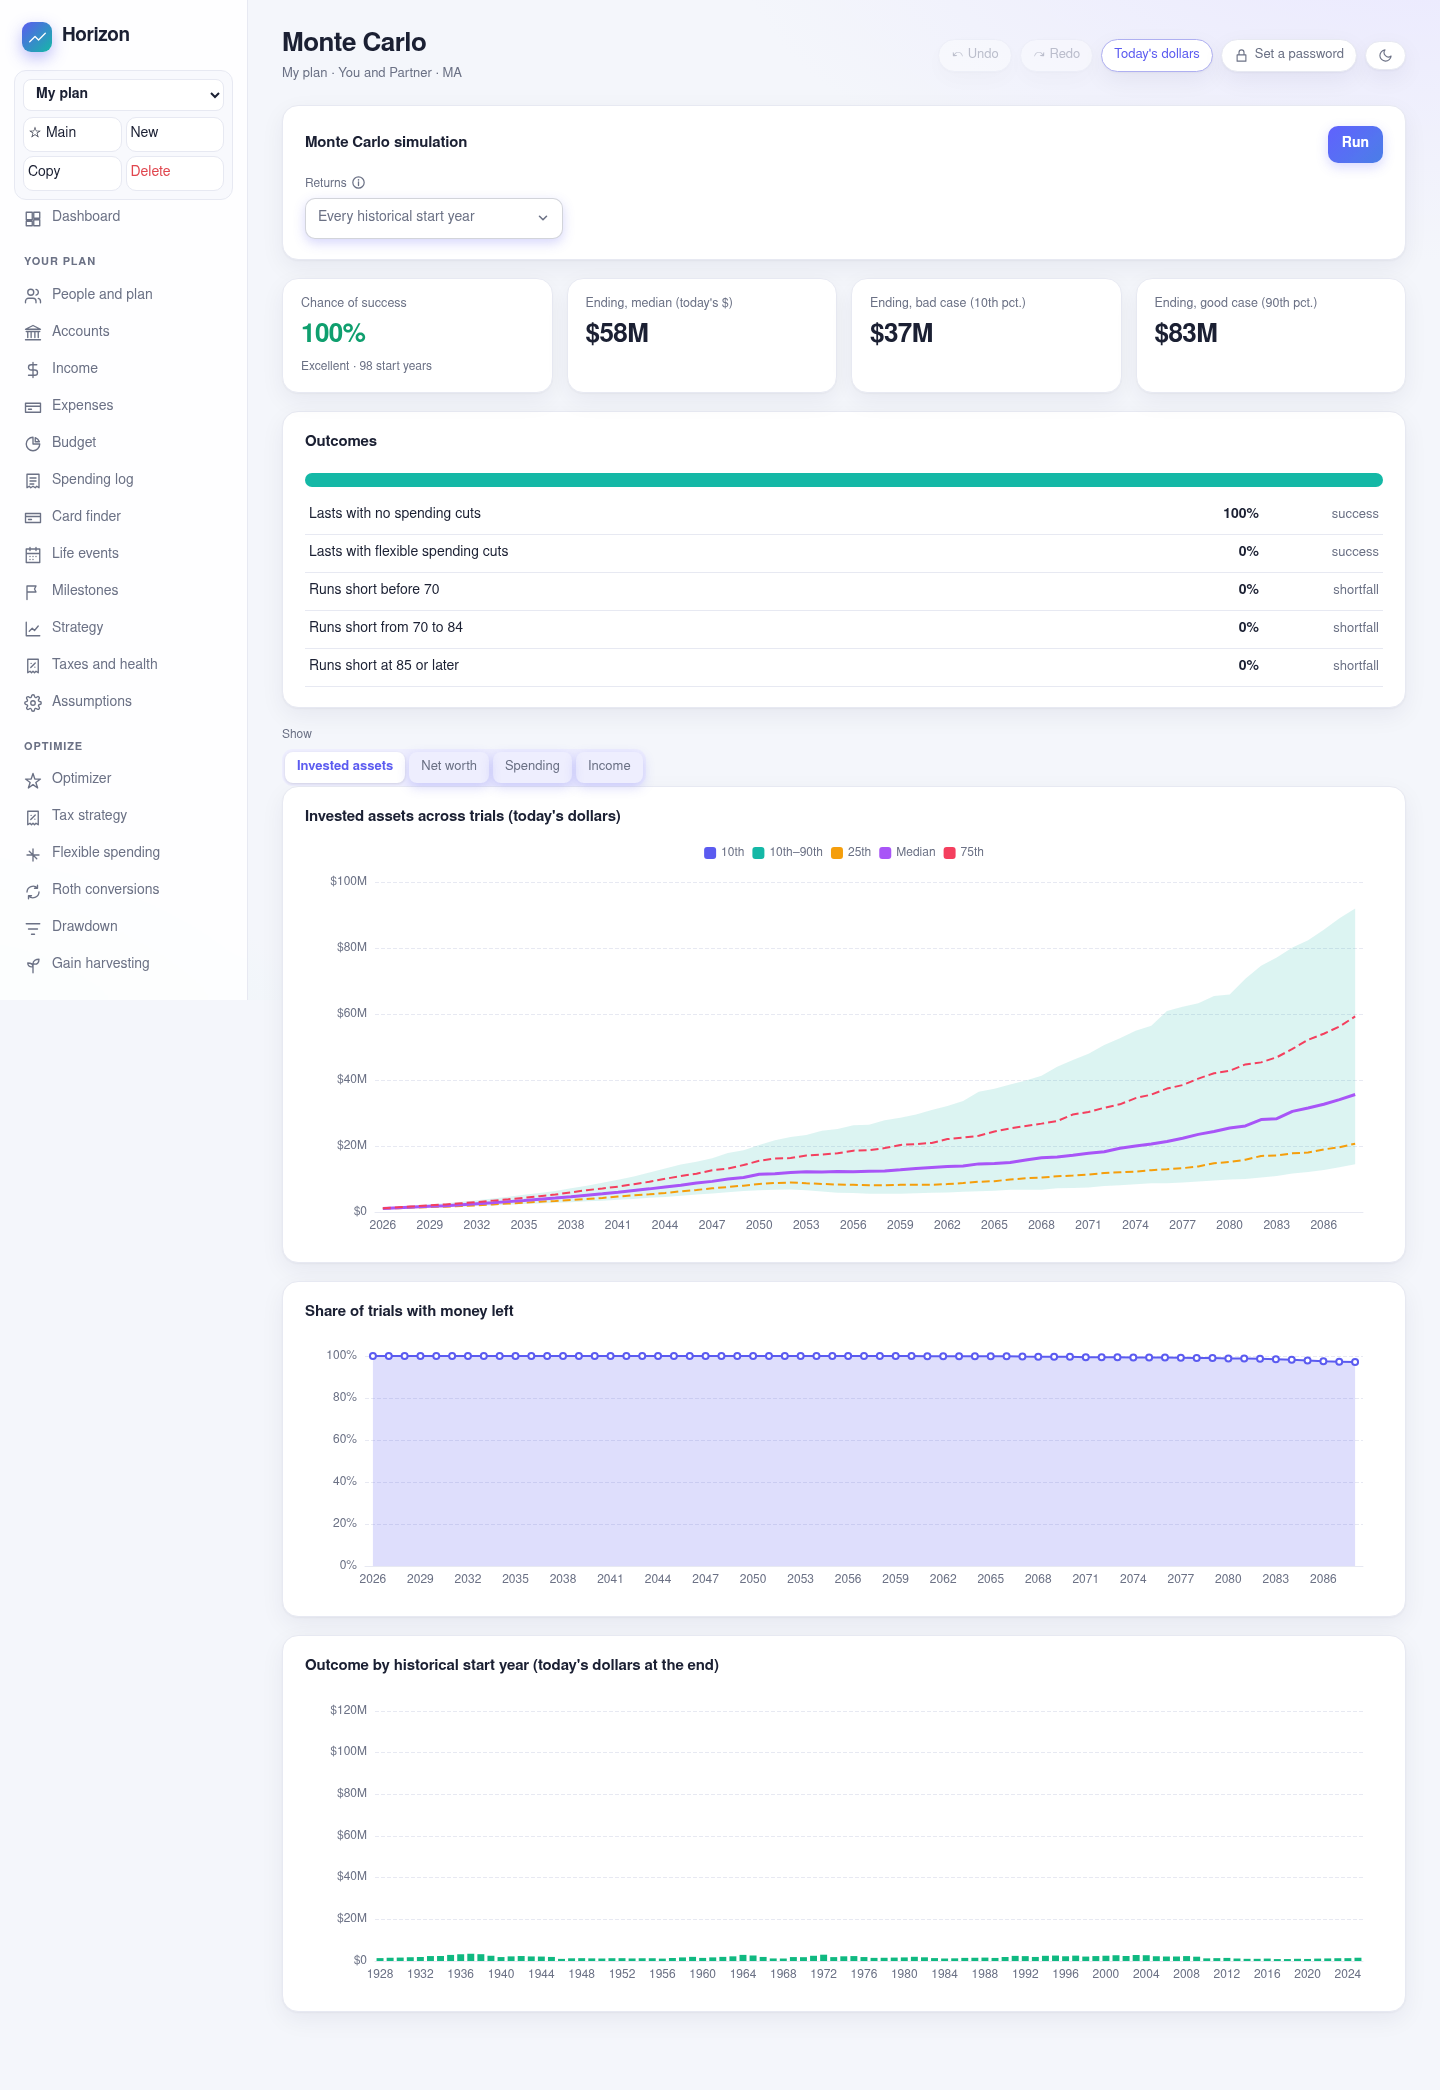 Horizon
My plan
☆ Main
New
Copy
Delete
Dashboard
YOUR PLAN
People and plan
Accounts
Income
Expenses
Budget
Spending log
Card finder
Life events
Milestones
Strategy
Taxes and health
Assumptions
OPTIMIZE
Optimizer
Tax strategy
Flexible spending
Roth conversions
Drawdown
Gain harvesting
Monte Carlo
My plan · You and Partner · MA
Undo
Redo
Today's dollars
Set a password
Monte Carlo simulation
Run
Returns
Every historical start year
Chance of success
100%
Excellent · 98 start years
Ending, median (today's $)
$58M
Ending, bad case (10th pct.)
$37M
Ending, good case (90th pct.)
$83M
Outcomes
Lasts with no spending cuts 100% success
Lasts with flexible spending cuts 0% success
Runs short before 70 0% shortfall
Runs short from 70 to 84 0% shortfall
Runs short at 85 or later 0% shortfall
Show
Invested assets Net worth Spending Income
Invested assets across trials (today's dollars)
10th 10th–90th 25th Median 75th
$100M
$80M
$60M
$40M
$20M
$0
2026 2029 2032 2035 2038 2041 2044 2047 2050 2053 2056 2059 2062 2065 2068 2071 2074 2077 2080 2083 2086
Share of trials with money left
100%
80%
60%
40%
20%
0%
2026 2029 2032 2035 2038 2041 2044 2047 2050 2053 2056 2059 2062 2065 2068 2071 2074 2077 2080 2083 2086
Outcome by historical start year (today's dollars at the end)
$120M
$100M
$80M
$60M
$40M
$20M
$0
1928 1932 1936 1940 1944 1948 1952 1956 1960 1964 1968 1972 1976 1980 1984 1988 1992 1996 2000 2004 2008 2012 2016 2020 2024